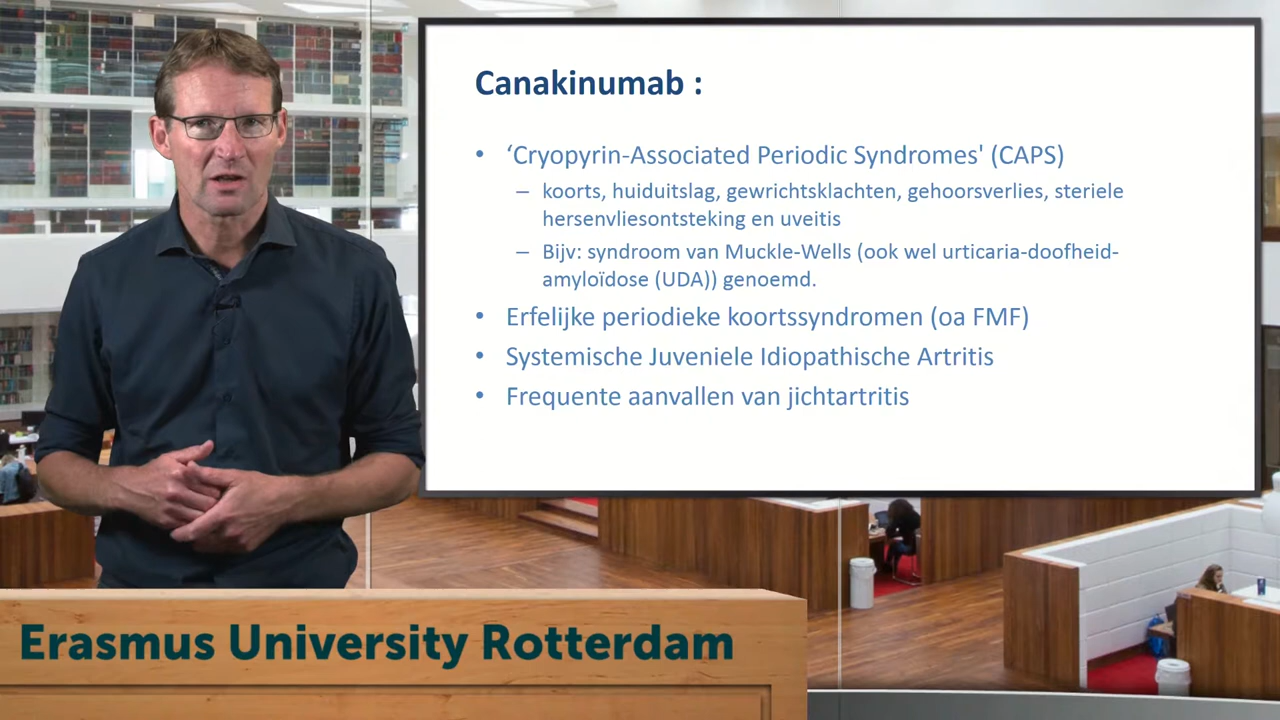 Canakinumab :
• ‘Cryopyrin-Associated Periodic Syndromes' (CAPS)
– koorts, huiduitslag, gewrichtsklachten, gehoorsverlies, steriele
hersenvliesontsteking en uveitis
– Bijv: syndroom van Muckle-Wells (ook wel urticaria-doofheid-
amyloïdose (UDA)) genoemd.
• Erfelijke periodieke koortssyndromen (oa FMF)
• Systemische Juveniele Idiopathische Artritis
• Frequente aanvallen van jichtartritis
Erasmus University Rotterdam